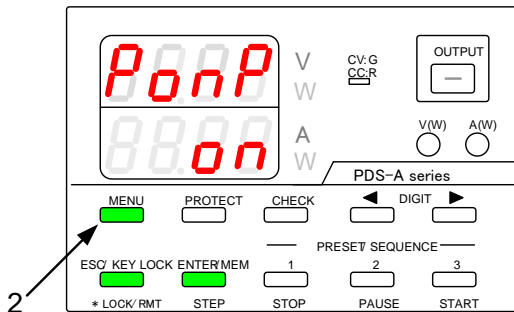 PonP
V
W
CV:G
CC:R
OUTPUT
on
A
W
V(W) A(W)
PDS-A series
MENU PROTECT CHECK ◀ DIGIT ▶
PRESET/ SEQUENCE
ESC/ KEY LOCK ENTER/MEM 1 2 3
2
* LOCK/RMT STEP STOP PAUSE START